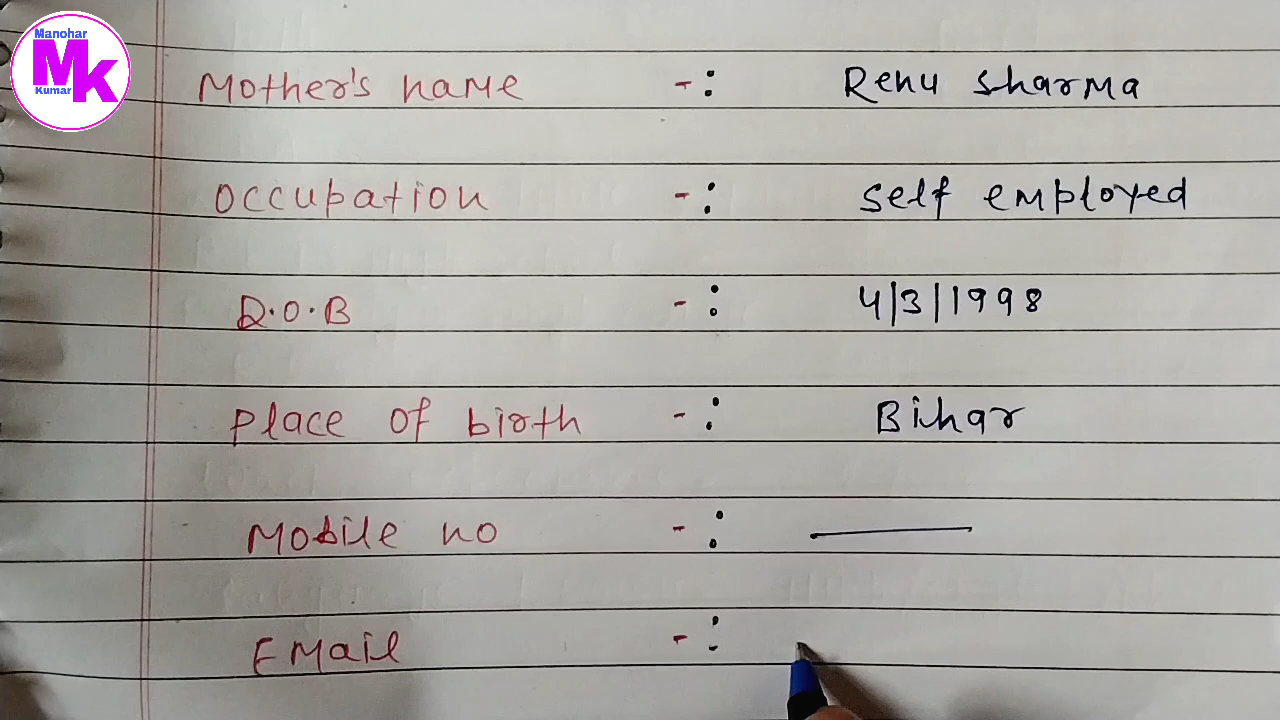 Manohar
MK
Kumar
Mother's name -: Renu Sharma
Occupation -: Self employed
D.O.B -: 4/3/1998
Place of birth -: Bihar
Mobile no -:
Email -: